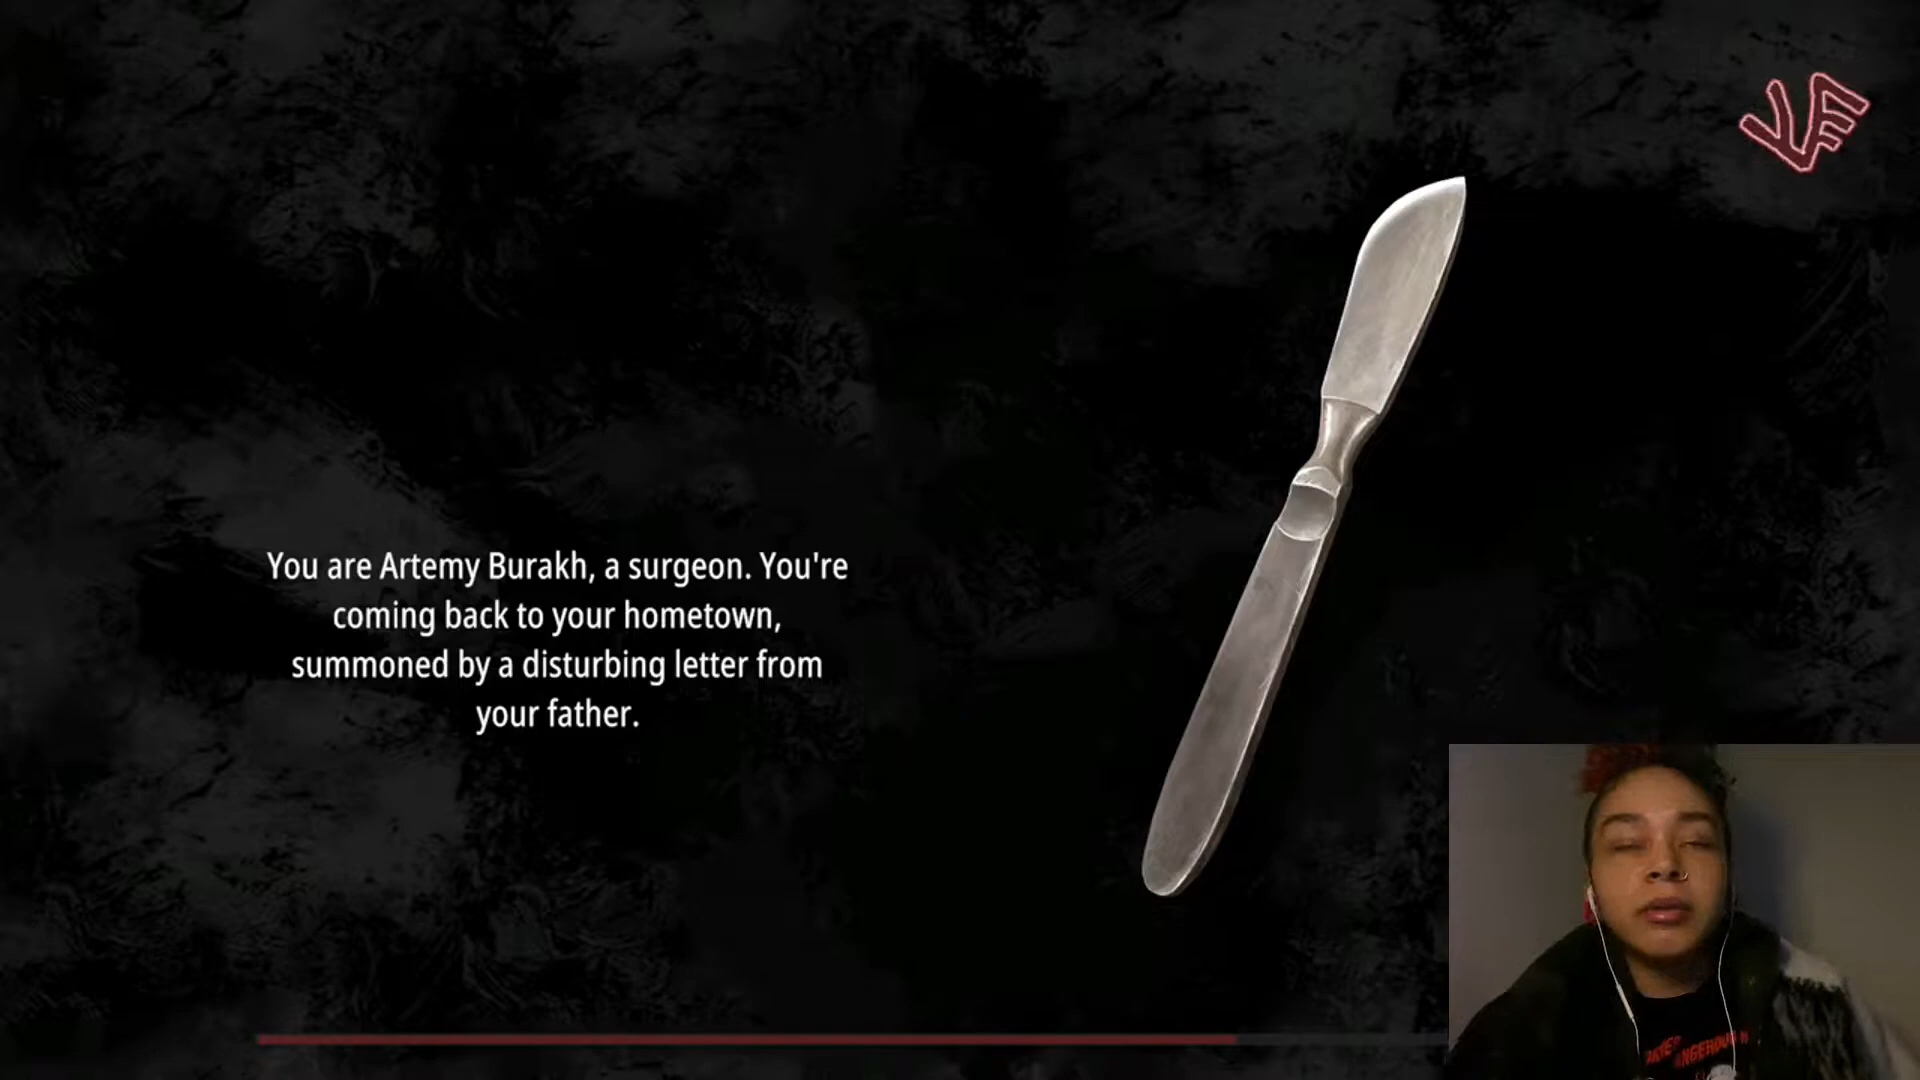 You are Artemy Burakh, a surgeon. You're
coming back to your hometown,
summoned by a disturbing letter from
your father.